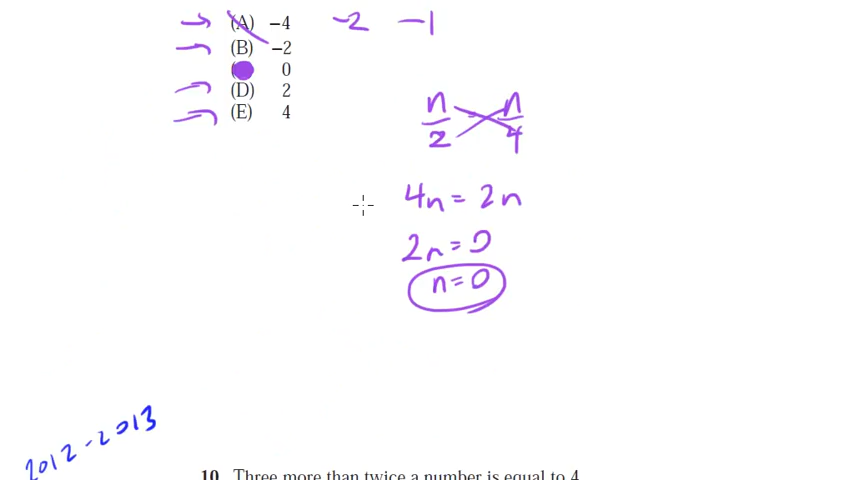 (A) -4 -2 -1
(B) -2
0
(D) 2
(E) 4
n/2 = n/4
4n = 2n
2n = 0
n = 0
2012-2013
10 Three more than twice a number is equal to 4